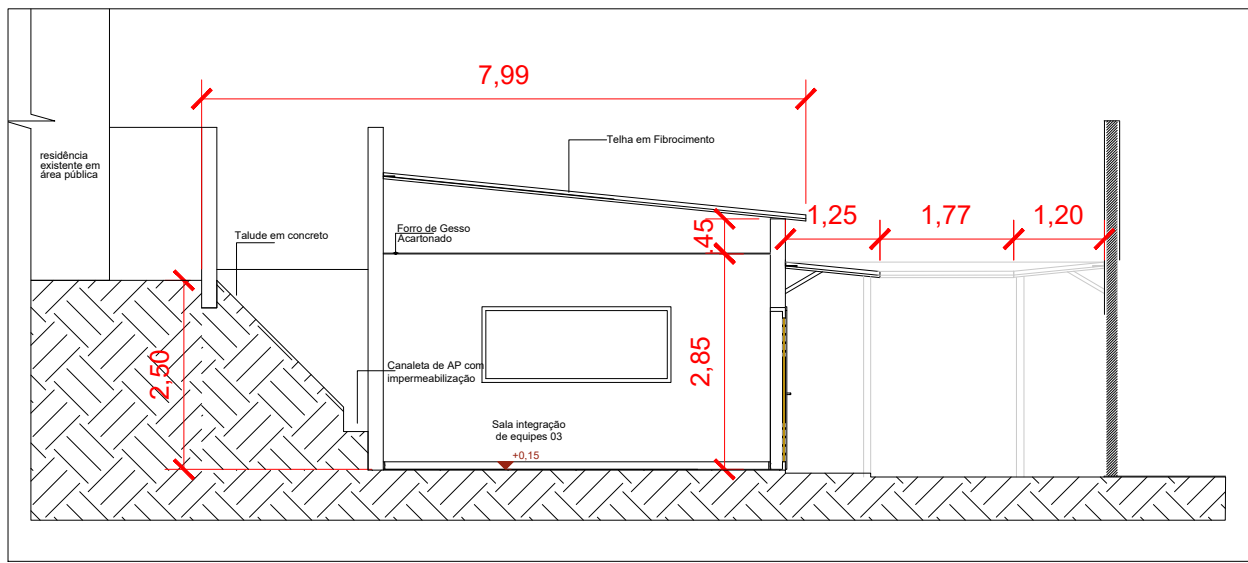 7,99
Telha em Fibrocimento
residência
existente em
área pública
1,25
1,77
1,20
Talude em concreto
Forro de Gesso
Acartonado
.45
2,50
2,85
Canaleta de AP com
impermeabilização
Sala integração
de equipes 03
+0,15